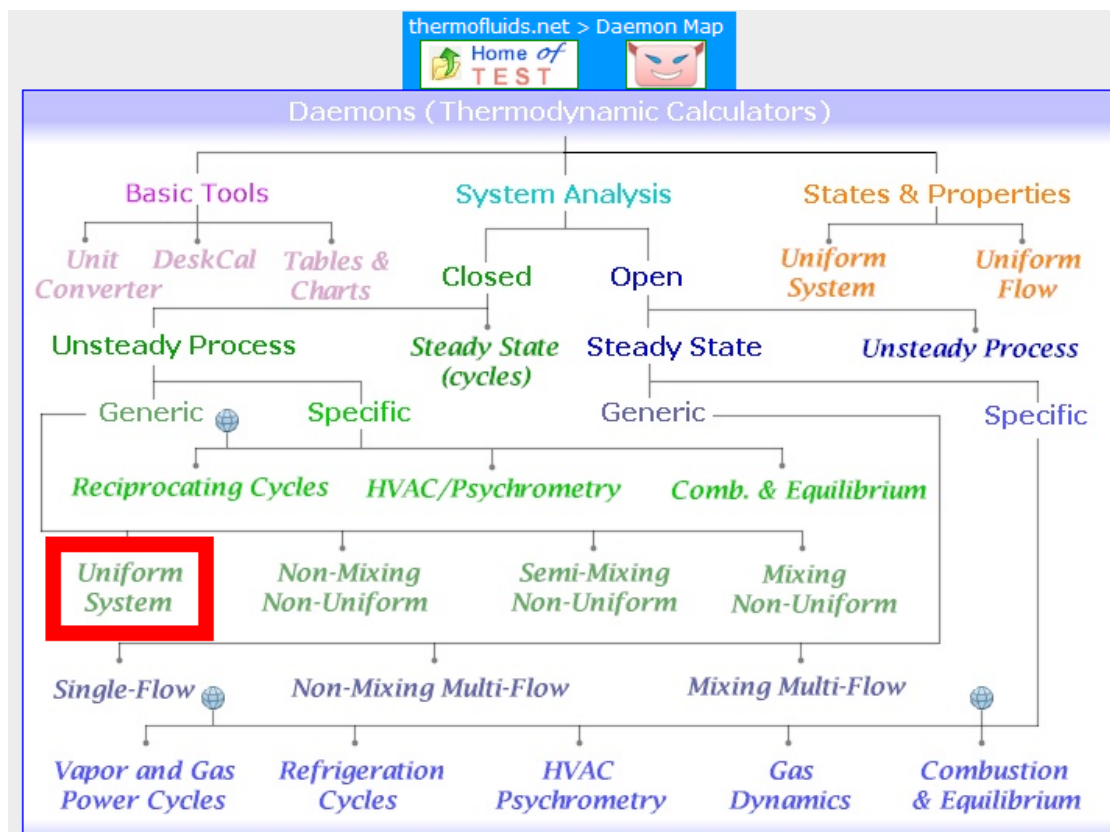 thermofluids.net > Daemon Map
Home of
TEST
Daemons (Thermodynamic Calculators)
Basic Tools
System Analysis
States & Properties
Unit
Converter
DeskCal
Tables &
Charts
Closed
Open
Uniform
System
Uniform
Flow
Unsteady Process
Steady State
(cycles)
Steady State
Unsteady Process
Generic
Specific
Generic
Specific
Reciprocating Cycles
HVAC/Psychrometry
Comb. & Equilibrium
Uniform
System
Non-Mixing
Non-Uniform
Semi-Mixing
Non-Uniform
Mixing
Non-Uniform
Single-Flow
Non-Mixing Multi-Flow
Mixing Multi-Flow
Vapor and Gas
Power Cycles
Refrigeration
Cycles
HVAC
Psychrometry
Gas
Dynamics
Combustion
& Equilibrium